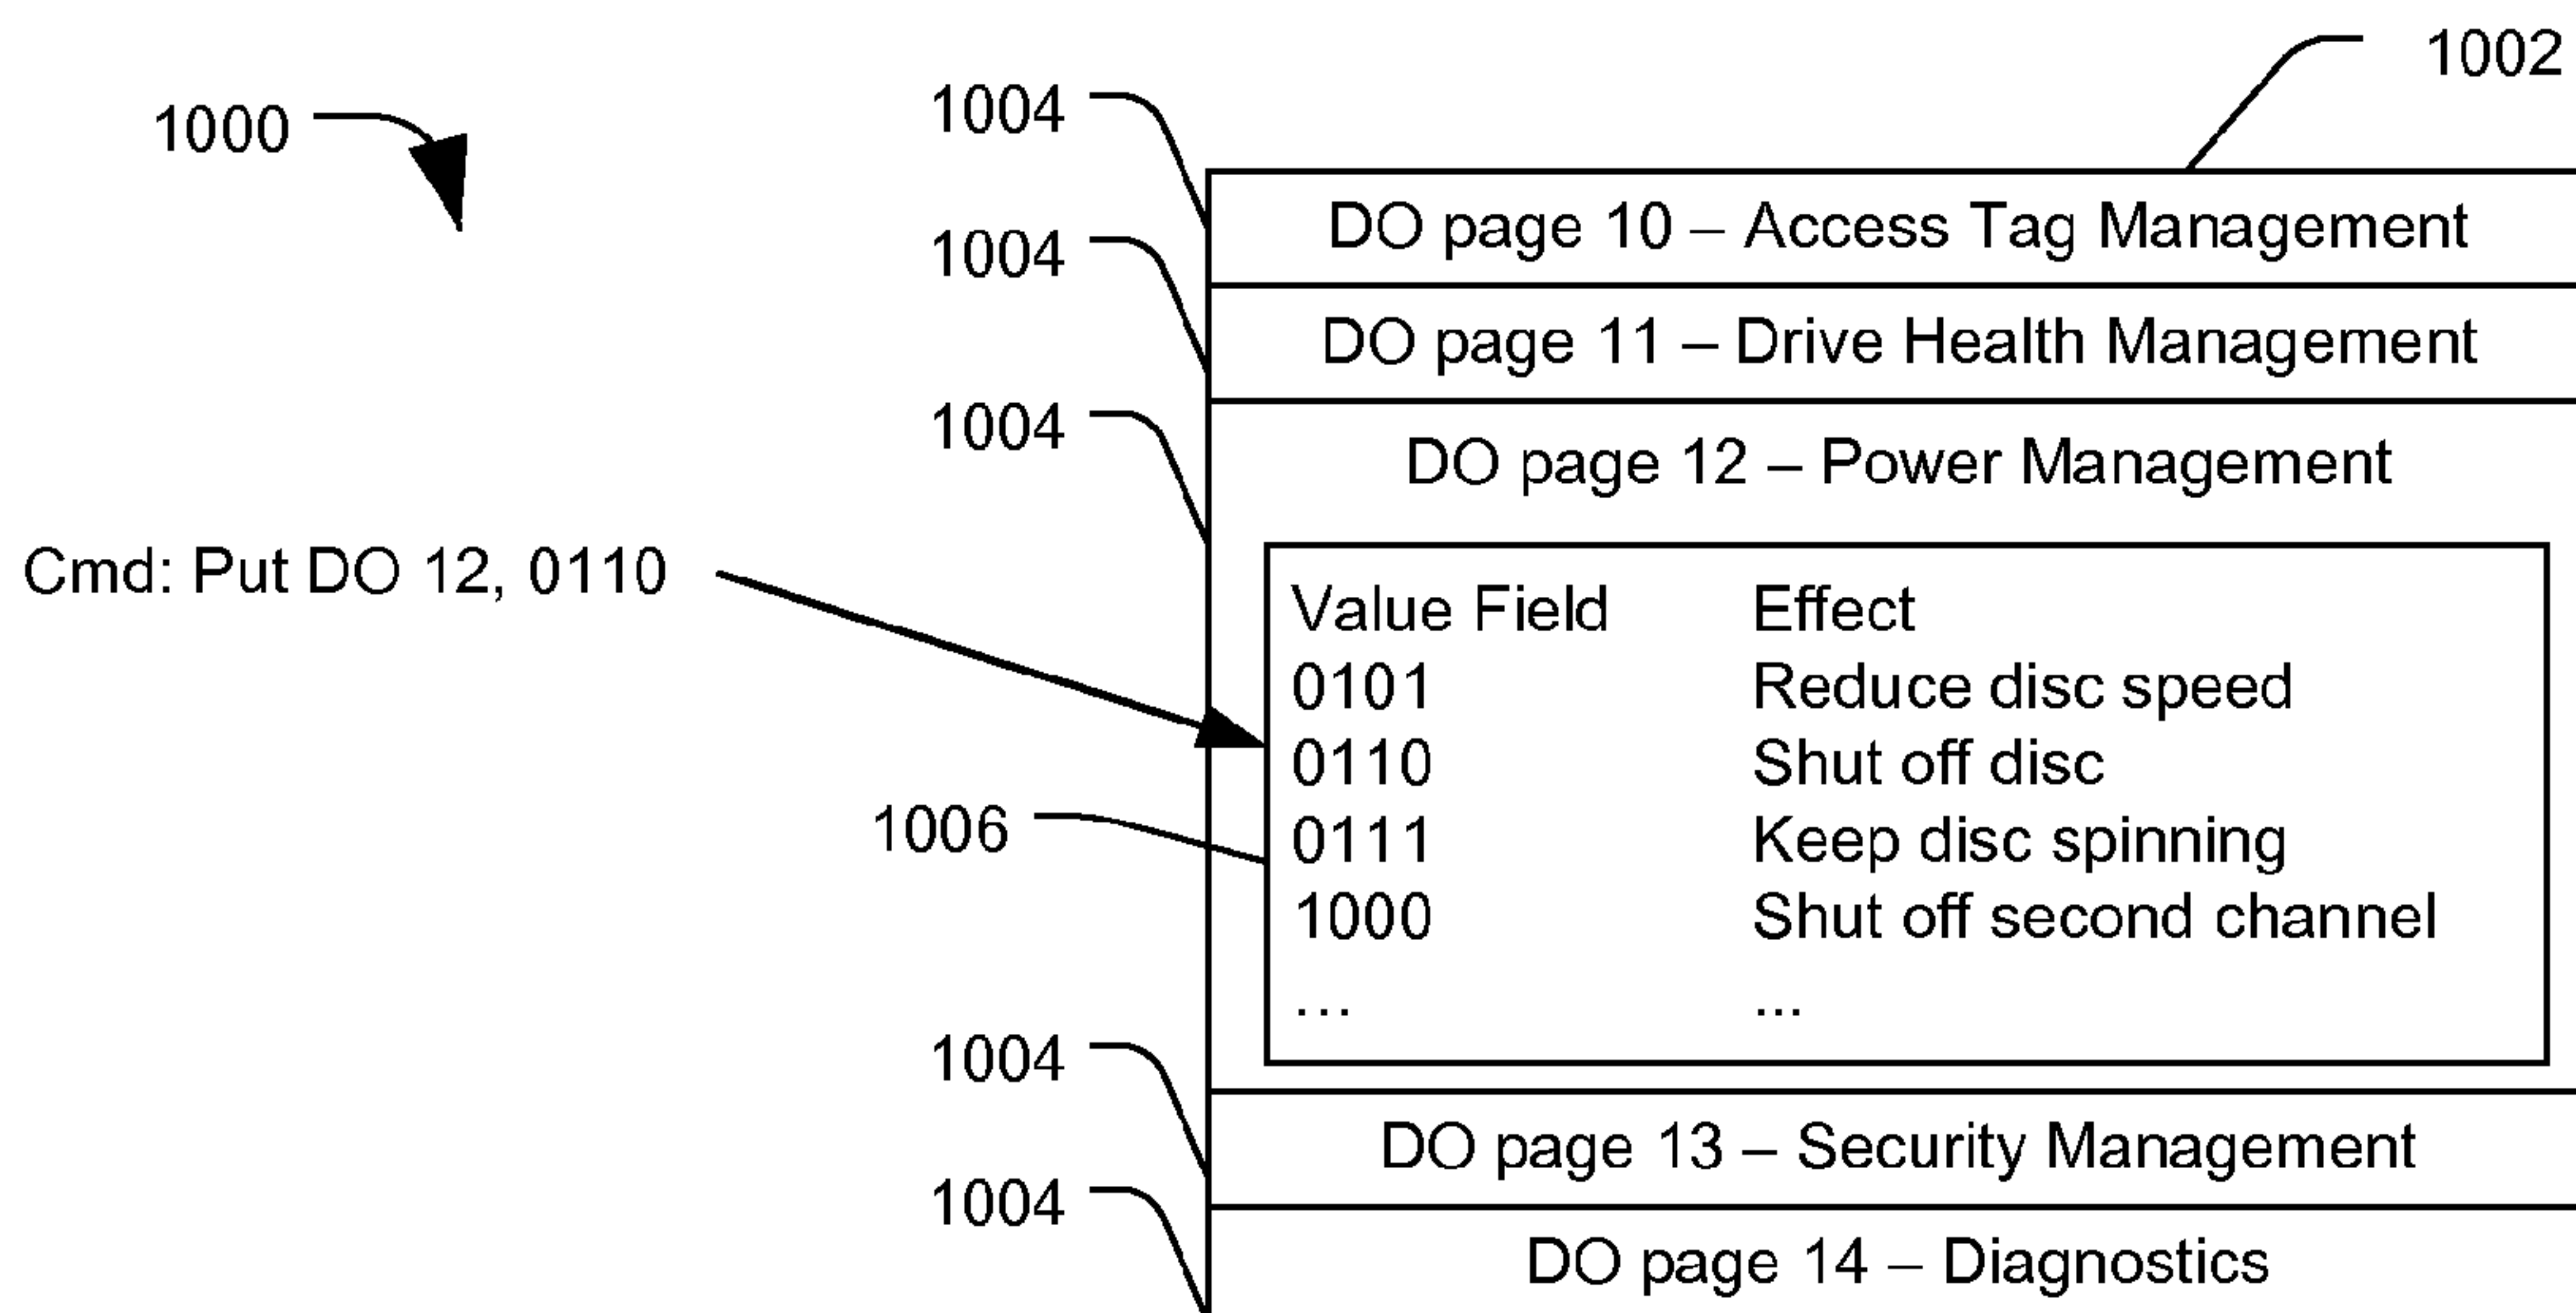 1002
1004
1000
DO page 10 – Access Tag Management
1004
DO page 11 – Drive Health Management
1004
DO page 12 – Power Management
Cmd: Put DO 12, 0110
Value Field Effect
0101 Reduce disc speed
0110 Shut off disc
1006
0111 Keep disc spinning
1000 Shut off second channel
… ...
1004
DO page 13 – Security Management
1004
DO page 14 – Diagnostics